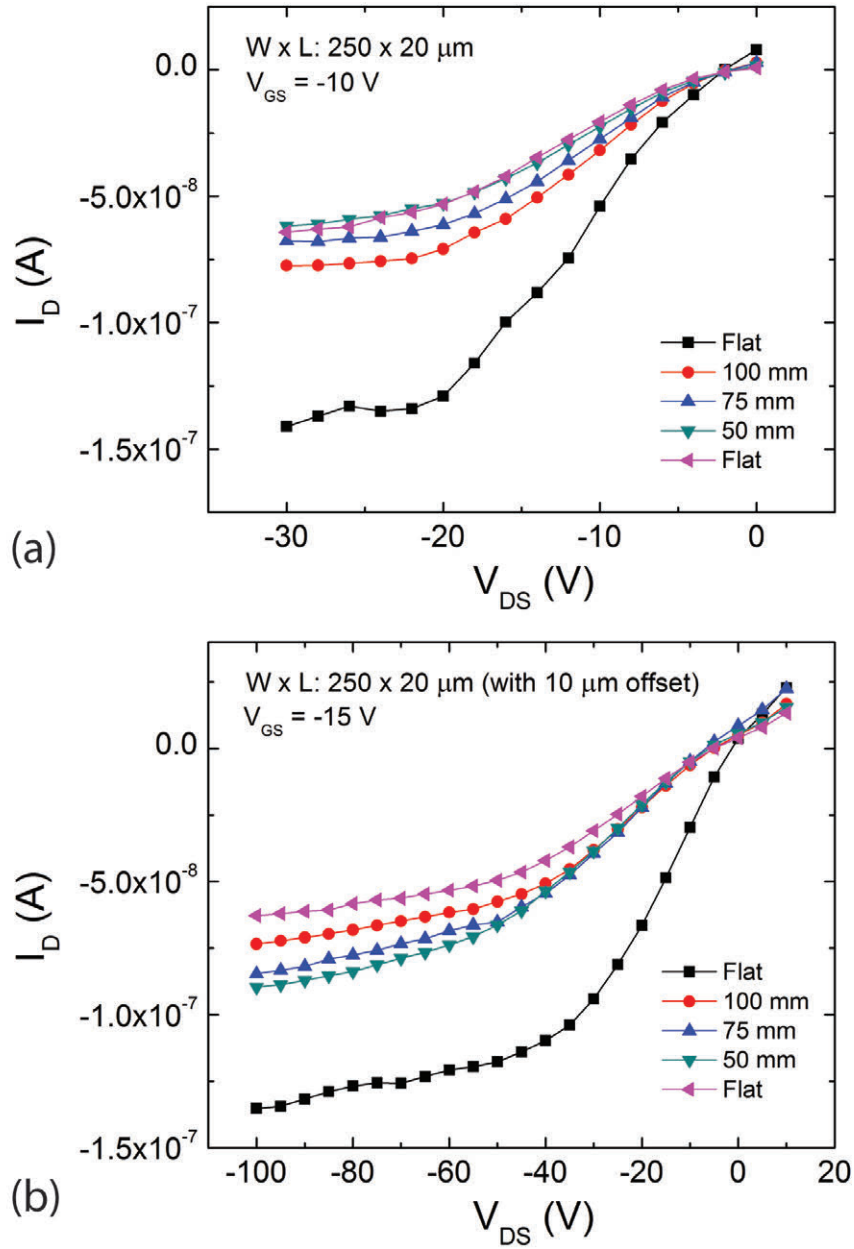 W x L: 250 x 20 μm
V_GS = -10 V
0.0
-5.0x10^-8
-1.0x10^-7
-1.5x10^-7
I_D (A)
Flat
100 mm
75 mm
50 mm
Flat
-30 -20 -10 0
V_DS (V)
(a)
W x L: 250 x 20 μm (with 10 μm offset)
V_GS = -15 V
0.0
-5.0x10^-8
-1.0x10^-7
-1.5x10^-7
I_D (A)
Flat
100 mm
75 mm
50 mm
Flat
-100 -80 -60 -40 -20 0 20
V_DS (V)
(b)